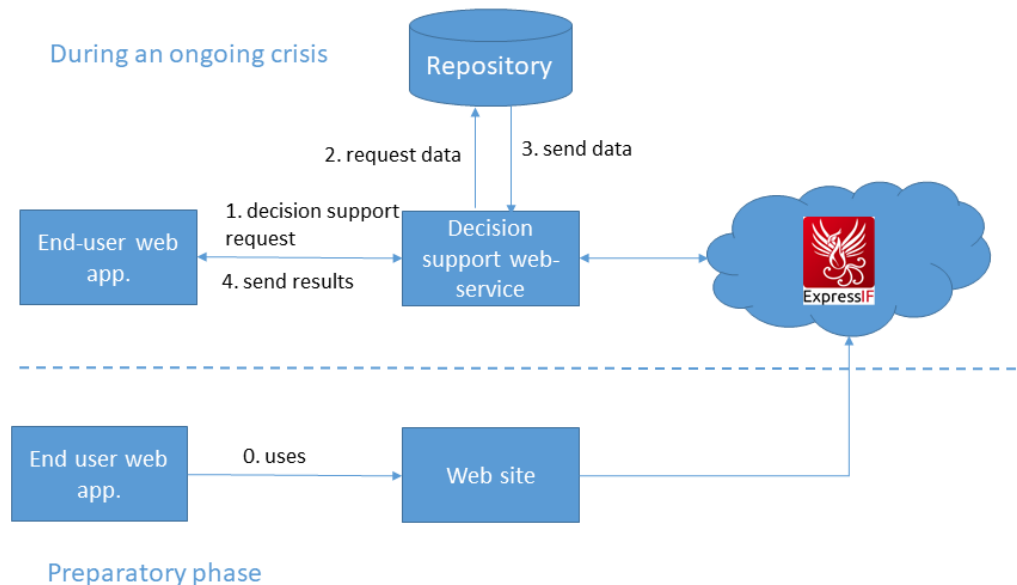 During an ongoing crisis
Repository
2. request data
3. send data
1. decision support
request
4. send results
End-user web
app.
Decision
support web-
service
ExpressIF
End user web
app.
0. uses
Web site
Preparatory phase